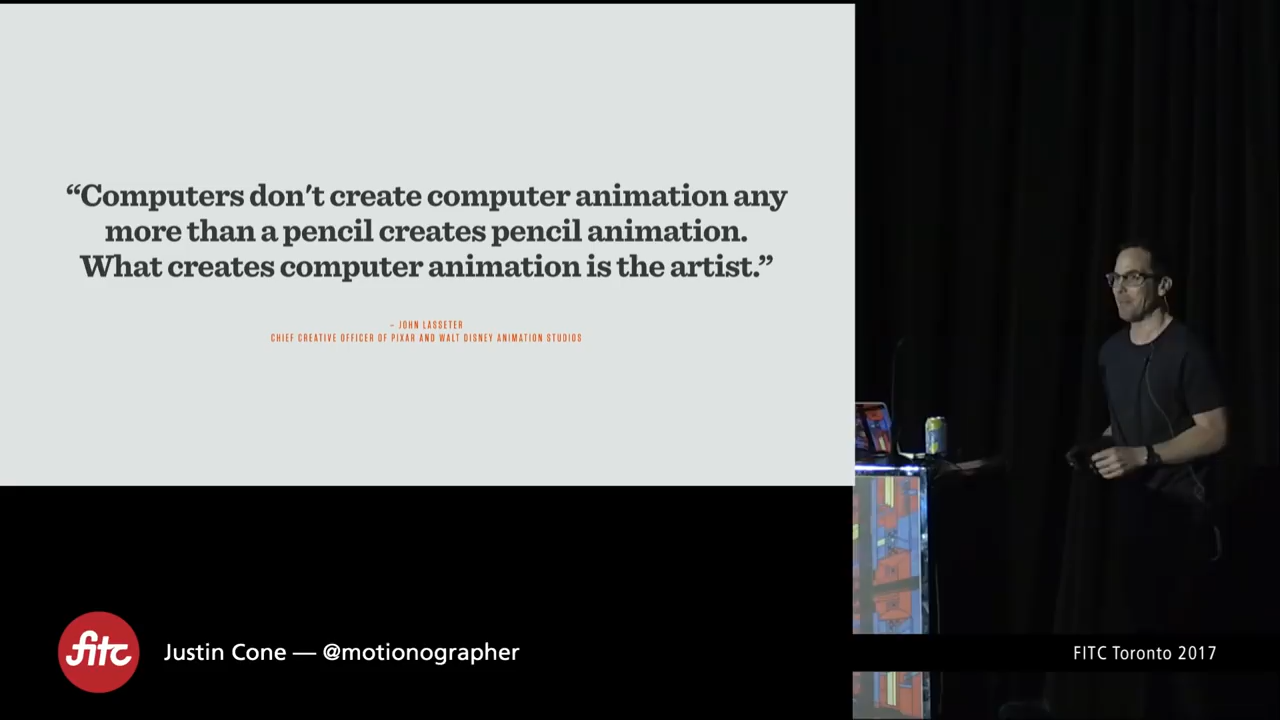 “Computers don't create computer animation any
more than a pencil creates pencil animation.
What creates computer animation is the artist.”
– JOHN LASSETER
CHIEF CREATIVE OFFICER OF PIXAR AND WALT DISNEY ANIMATION STUDIOS
fitc
Justin Cone — @motionographer
FITC Toronto 2017